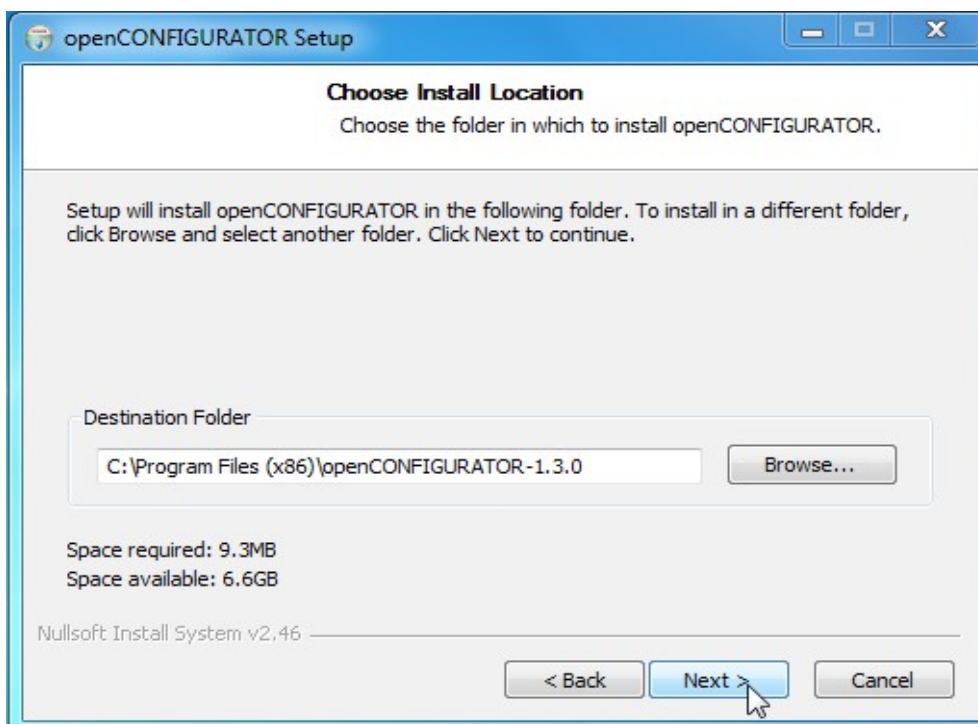 openCONFIGURATOR Setup
Choose Install Location
Choose the folder in which to install openCONFIGURATOR.
Setup will install openCONFIGURATOR in the following folder. To install in a different folder,
click Browse and select another folder. Click Next to continue.
Destination Folder
C:\Program Files (x86)\openCONFIGURATOR-1.3.0
Browse...
Space required: 9.3MB
Space available: 6.6GB
Nullsoft Install System v2.46
< Back
Next >
Cancel